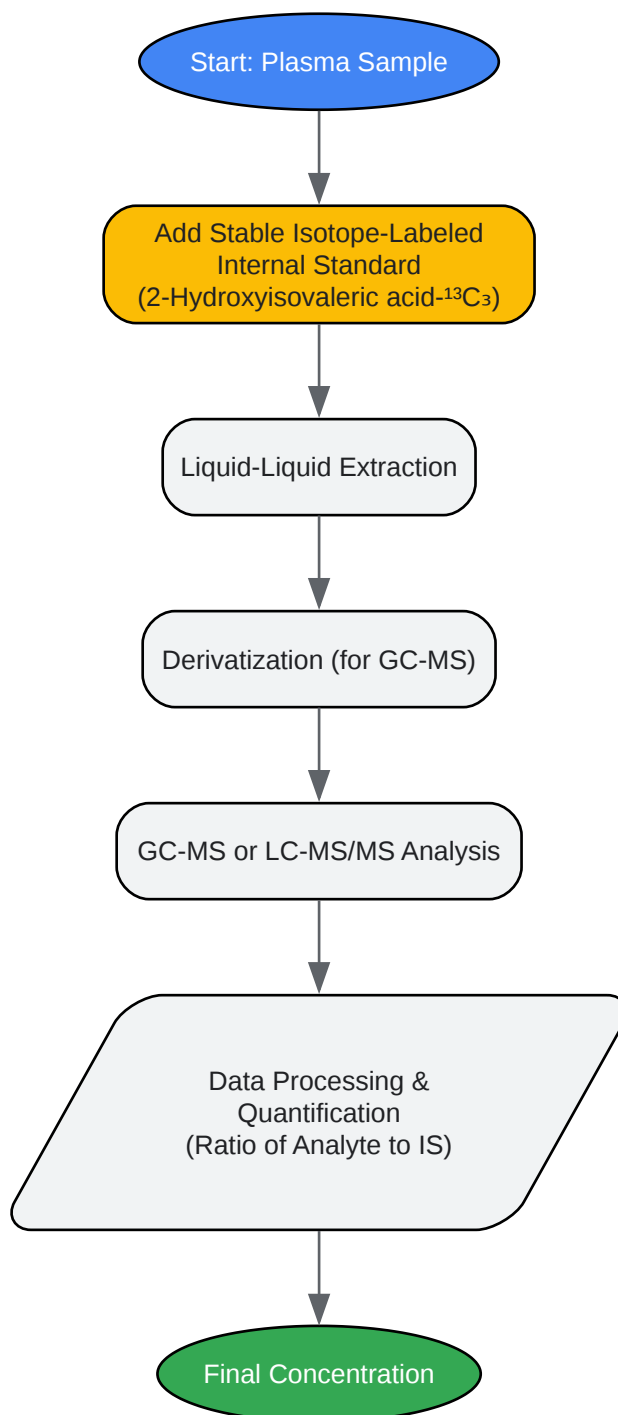 Start: Plasma Sample
Add Stable Isotope-Labeled
Internal Standard
(2-Hydroxyisovaleric acid-¹³C₃)
Liquid-Liquid Extraction
Derivatization (for GC-MS)
GC-MS or LC-MS/MS Analysis
Data Processing &
Quantification
(Ratio of Analyte to IS)
Final Concentration